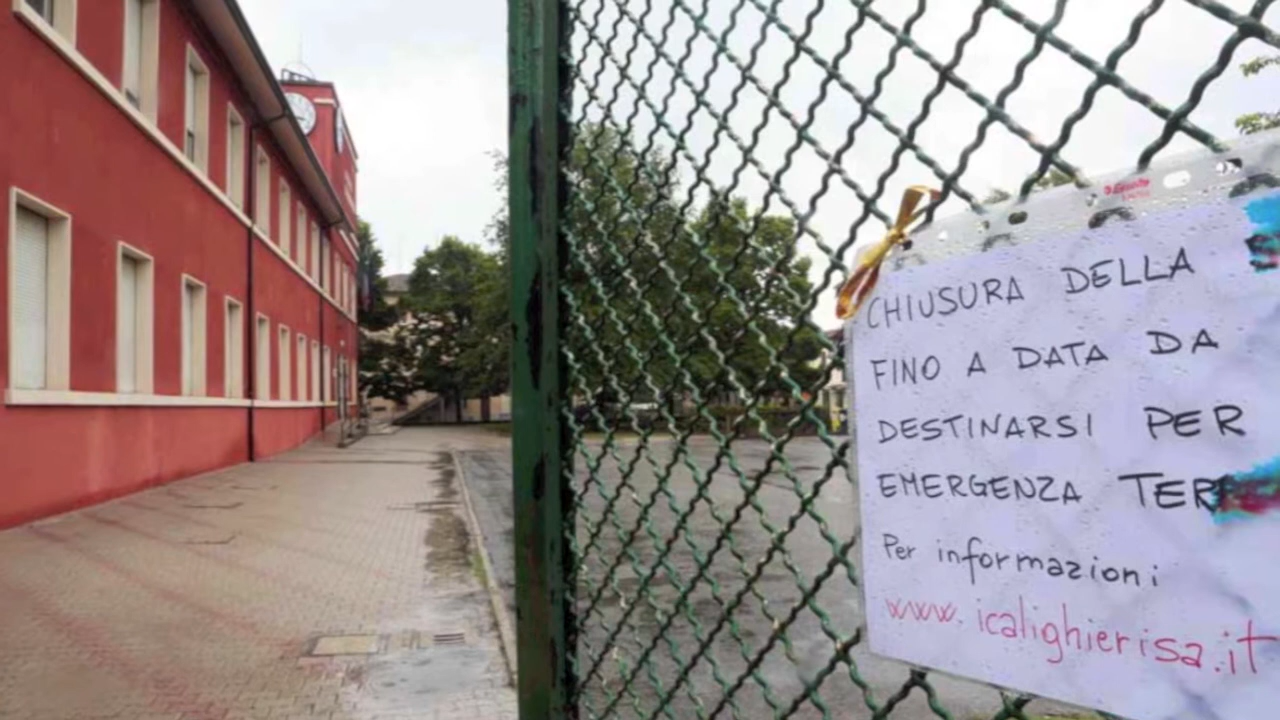 CHIUSURA DELLA
FINO A DATA DA
DESTINARSI PER
EMERGENZA
Per informazioni
www.icalighierisa.it